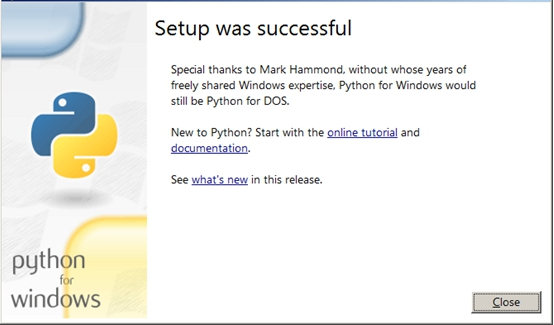 Setup was successful
Special thanks to Mark Hammond, without whose years of
freely shared Windows expertise, Python for Windows would
still be Python for DOS.
New to Python? Start with the online tutorial and
documentation.
See what's new in this release.
python
for
windows
Close